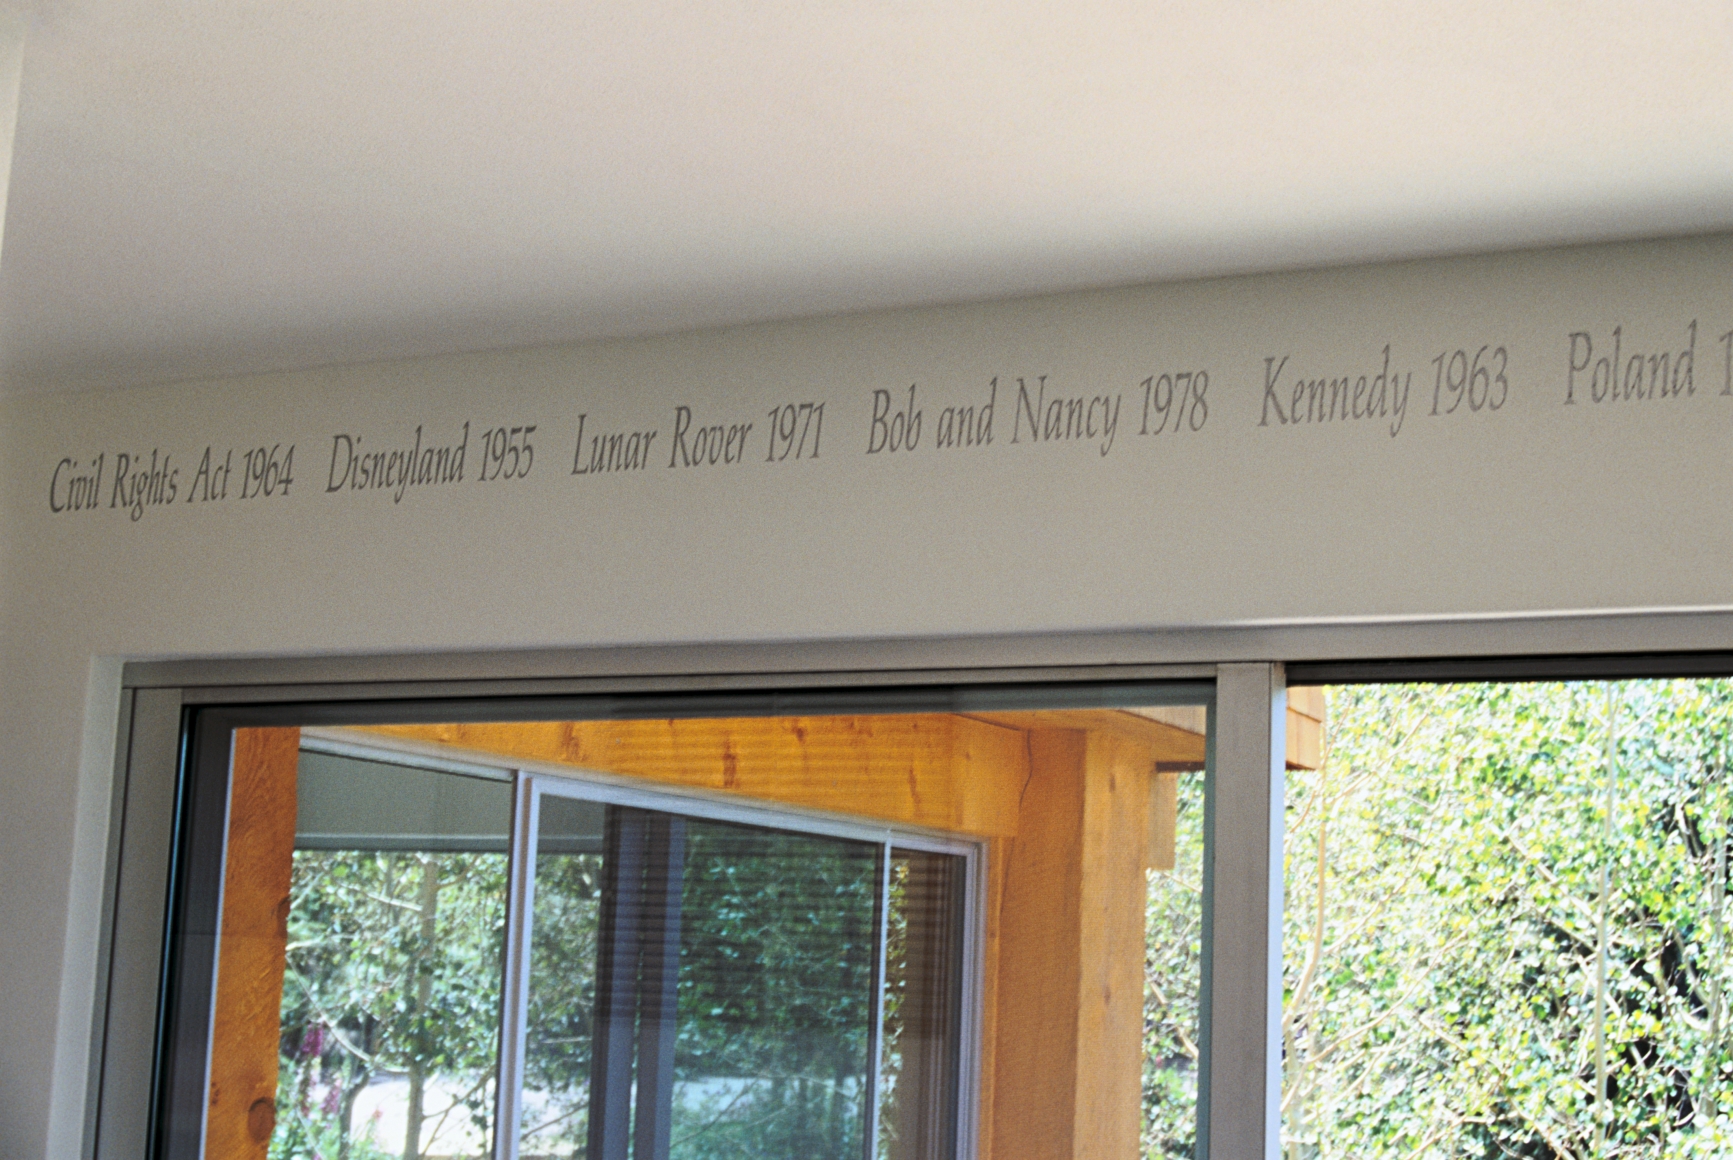 Civil Rights Act 1964 Disneyland 1955 Lunar Rover 1971 Bob and Nancy 1978 Kennedy 1963 Poland